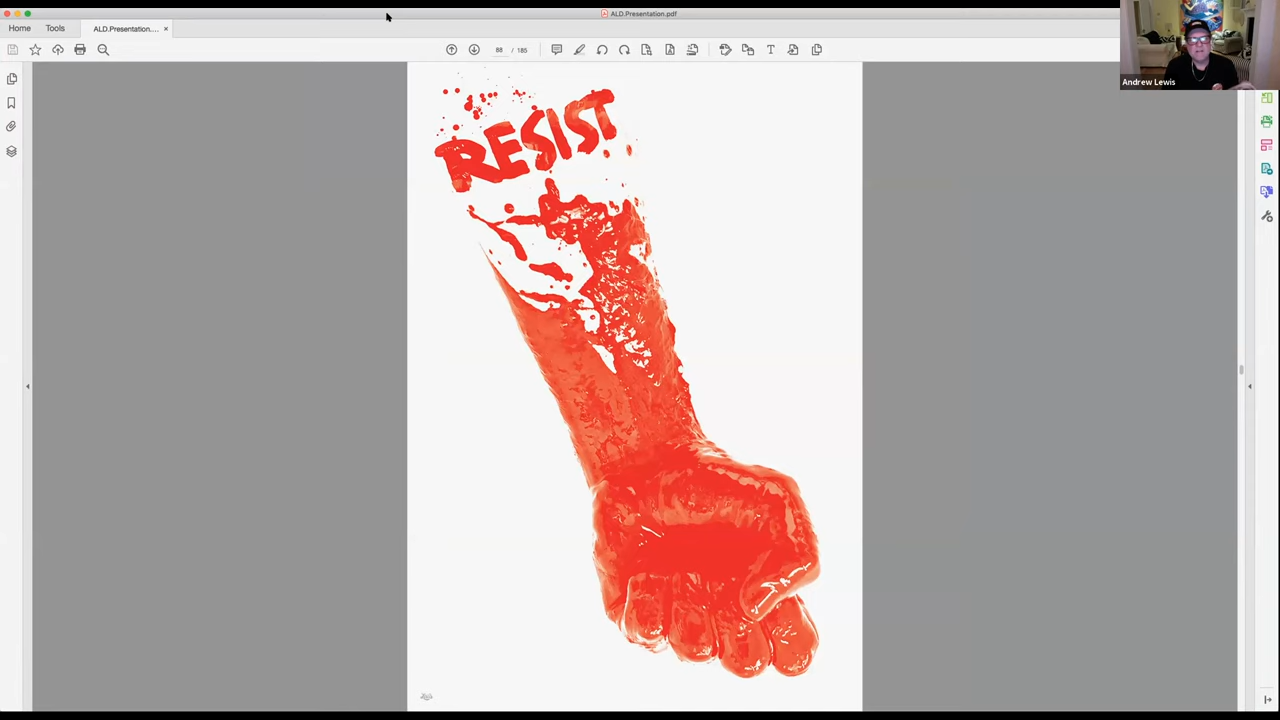 ALD.Presentation.pdf
Home
Tools
ALD.Presentation.... ×
88 / 185
Andrew Lewis
RESIST